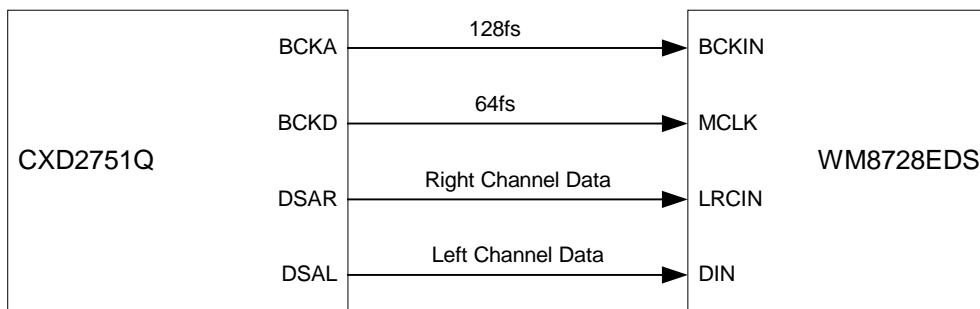 BCKA 128fs BCKIN
BCKD 64fs MCLK
CXD2751Q WM8728EDS
DSAR Right Channel Data LRCIN
DSAL Left Channel Data DIN